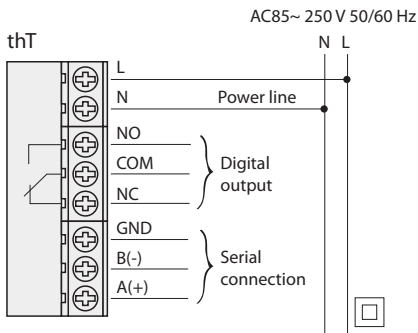 AC85~ 250 V 50/60 Hz
thT
N L
L
N
Power line
NO
COM
NC
Digital
output
GND
B(-)
A(+)
Serial
connection